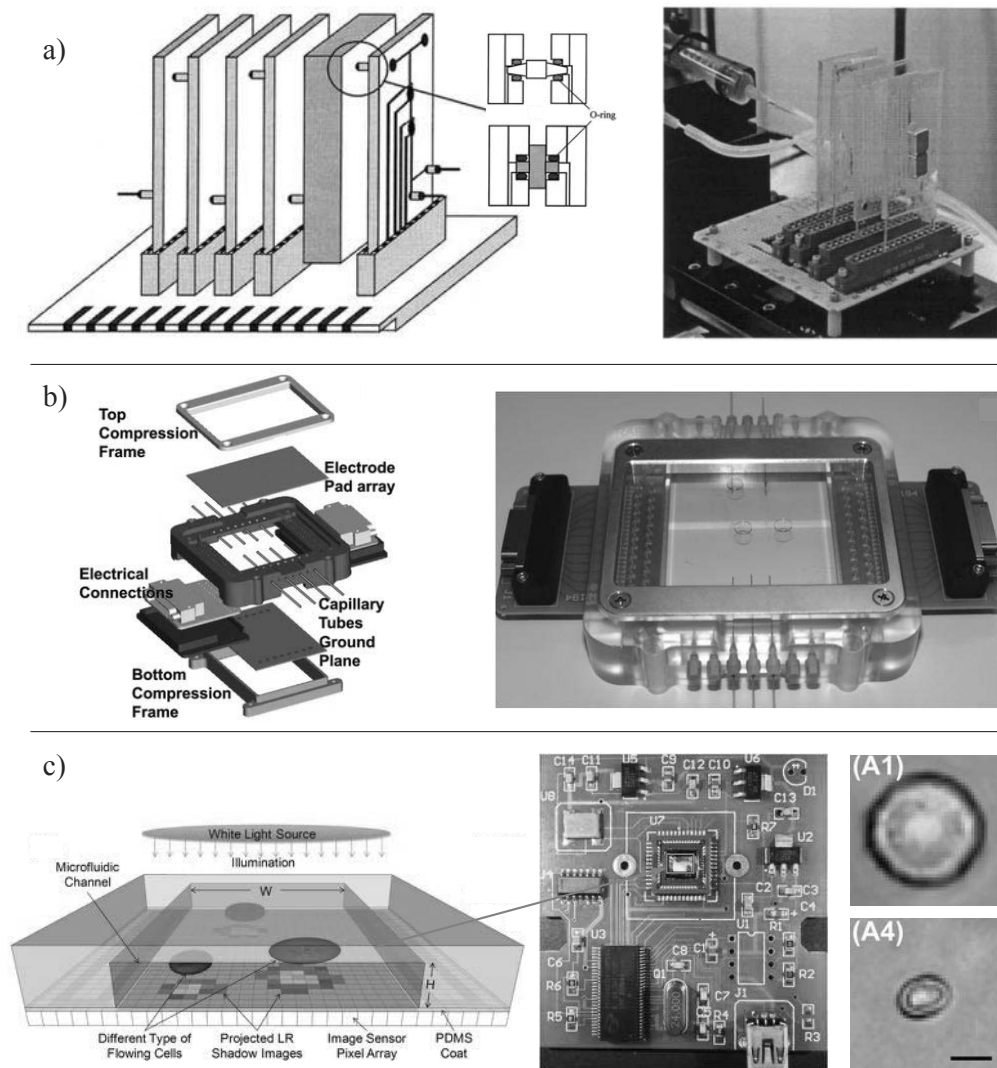 a)
O-ring
b)
Top
Compression
Frame
Electrode
Pad array
Electrical
Connections
Capillary
Tubes
Ground
Plane
Bottom
Compression
Frame
194
c)
White Light Source
Illumination
Microfluidic
Channel
W
H
Different Type of
Flowing Cells
Projected LR
Shadow Images
Image Sensor
Pixel Array
PDMS
Coat
C14
C11
U5
C9
C12
C10
U6
D1
U8
U7
C13
R7
U2
C2
C3
C4
U3
U1
R1
C6
C8
C1
R6
Q1
R2
C7
J1
R5
R4
R3
25.000
(A1)
(A4)